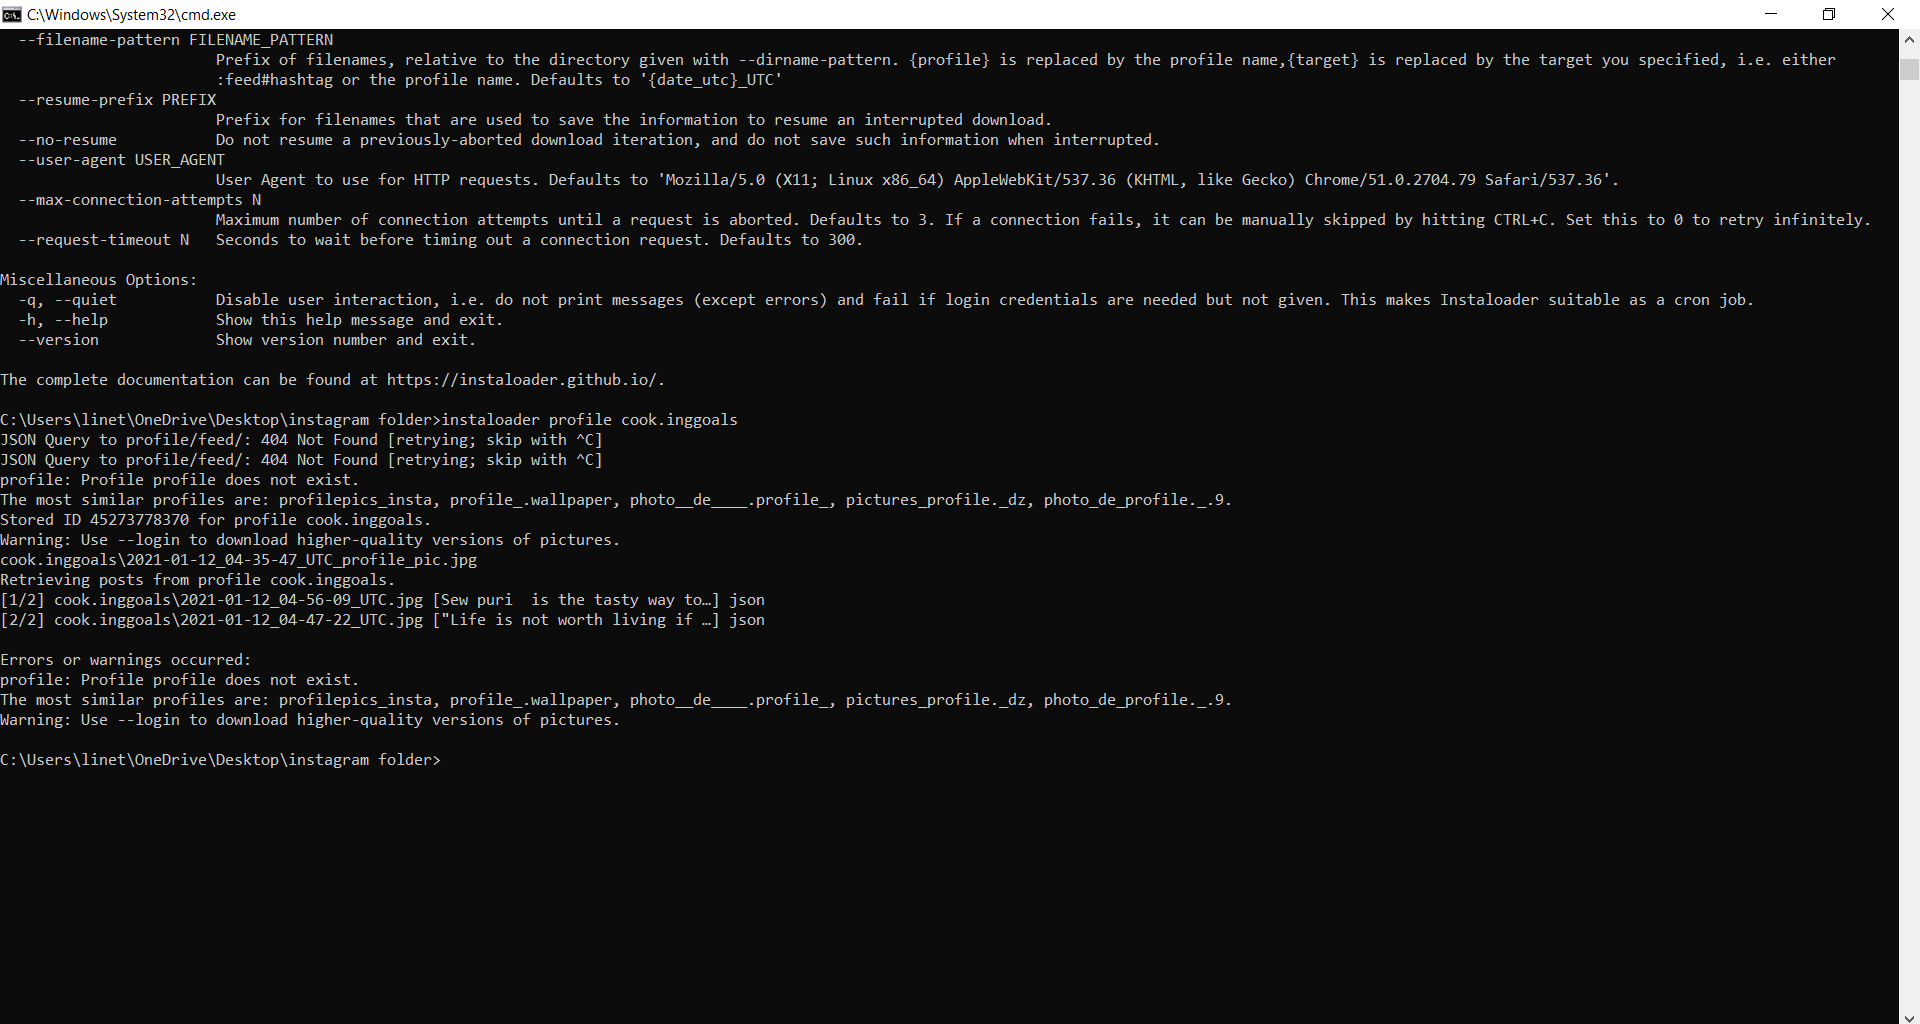 C:\Windows\System32\cmd.exe
--filename-pattern FILENAME_PATTERN
Prefix of filenames, relative to the directory given with --dirname-pattern. {profile} is replaced by the profile name,{target} is replaced by the target you specified, i.e. either
:feed#hashtag or the profile name. Defaults to '{date_utc}_UTC'
--resume-prefix PREFIX
Prefix for filenames that are used to save the information to resume an interrupted download.
--no-resume Do not resume a previously-aborted download iteration, and do not save such information when interrupted.
--user-agent USER_AGENT
User Agent to use for HTTP requests. Defaults to 'Mozilla/5.0 (X11; Linux x86_64) AppleWebKit/537.36 (KHTML, like Gecko) Chrome/51.0.2704.79 Safari/537.36'.
--max-connection-attempts N
Maximum number of connection attempts until a request is aborted. Defaults to 3. If a connection fails, it can be manually skipped by hitting CTRL+C. Set this to 0 to retry infinitely.
--request-timeout N Seconds to wait before timing out a connection request. Defaults to 300.
Miscellaneous Options:
-q, --quiet Disable user interaction, i.e. do not print messages (except errors) and fail if login credentials are needed but not given. This makes Instaloader suitable as a cron job.
-h, --help Show this help message and exit.
--version Show version number and exit.
The complete documentation can be found at https://instaloader.github.io/.
C:\Users\linet\OneDrive\Desktop\instagram folder>instaloader profile cook.inggoals
JSON Query to profile/feed/: 404 Not Found [retrying; skip with ^C]
JSON Query to profile/feed/: 404 Not Found [retrying; skip with ^C]
profile: Profile profile does not exist.
The most similar profiles are: profilepics_insta, profile_.wallpaper, photo__de____.profile_, pictures_profile._dz, photo_de_profile._.9.
Stored ID 45273778370 for profile cook.inggoals.
Warning: Use --login to download higher-quality versions of pictures.
cook.inggoals\2021-01-12_04-35-47_UTC_profile_pic.jpg
Retrieving posts from profile cook.inggoals.
[1/2] cook.inggoals\2021-01-12_04-56-09_UTC.jpg [Sew puri  is the tasty way to…] json
[2/2] cook.inggoals\2021-01-12_04-47-22_UTC.jpg ["Life is not worth living if …] json
Errors or warnings occurred:
profile: Profile profile does not exist.
The most similar profiles are: profilepics_insta, profile_.wallpaper, photo__de____.profile_, pictures_profile._dz, photo_de_profile._.9.
Warning: Use --login to download higher-quality versions of pictures.
C:\Users\linet\OneDrive\Desktop\instagram folder>